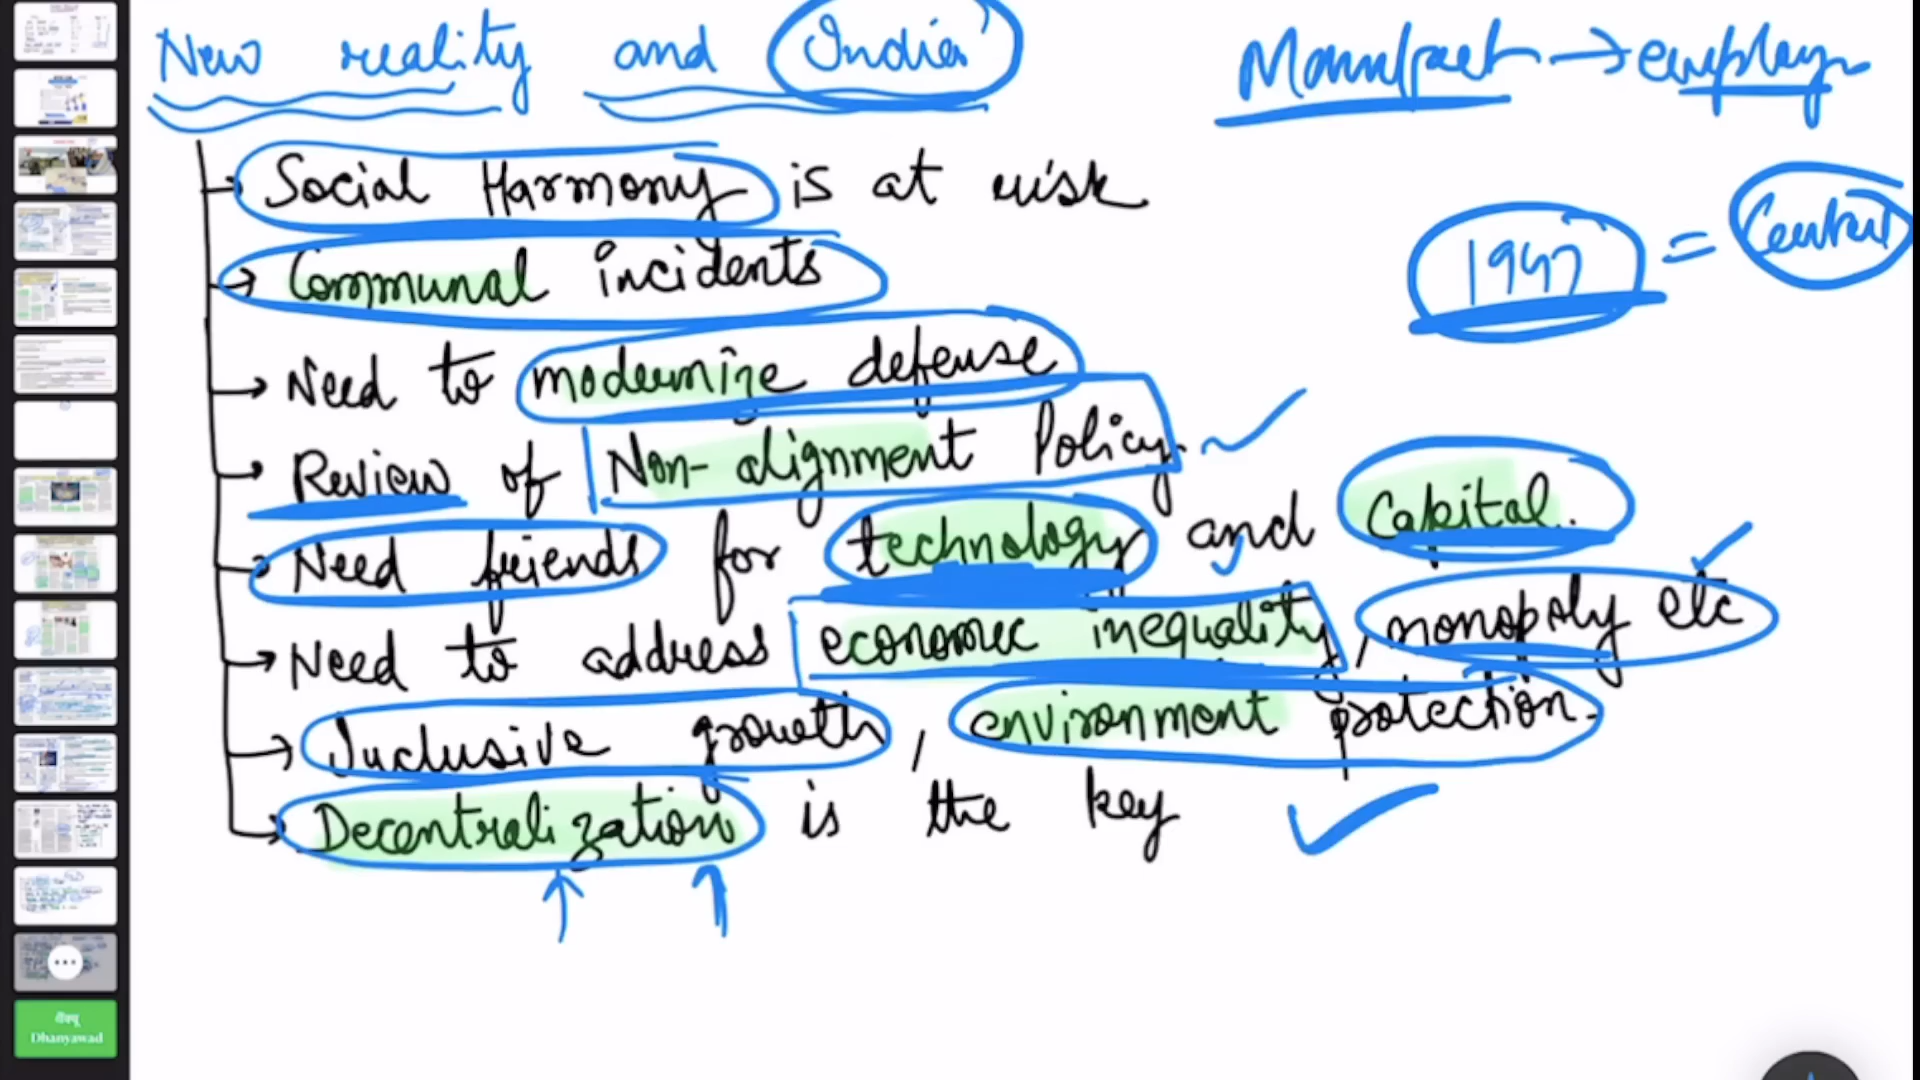 New reality and India
Manufact → employ
→ Social Harmony is at risk
1947 = Central
→ Communal incidents
→ Need to modernize defense
→ Review of Non-alignment Policy.
→ Need friends for technology and Capital.
→ Need to address economic inequality, monopoly etc
→ Inclusive growth, environment protection.
→ Decentralization is the key
Dhanyawad